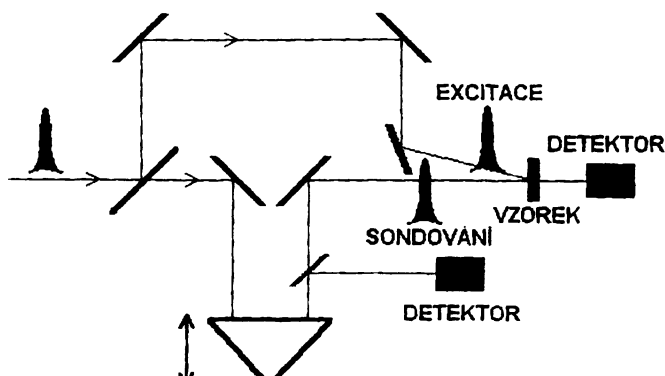 EXCITACE
DETEKTOR
VZOREK
SONDOVÁNÍ
DETEKTOR